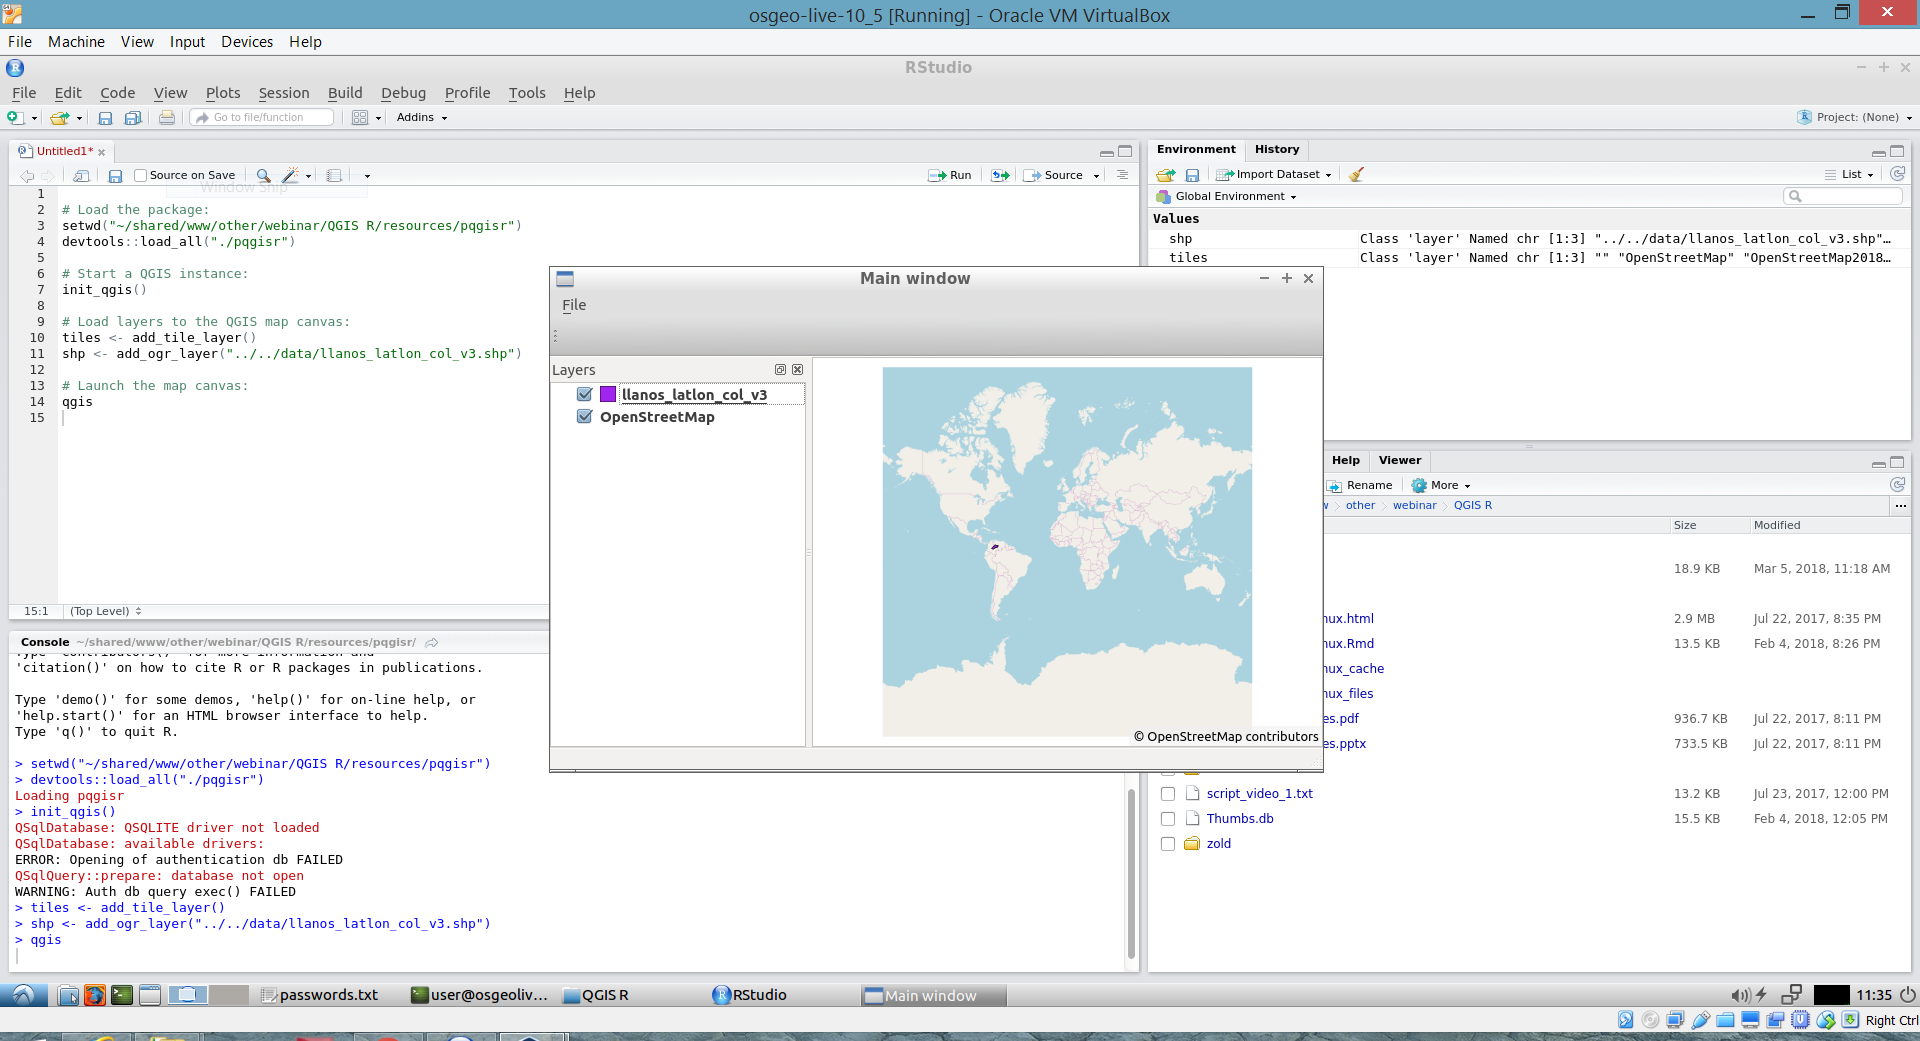 osgeo-live-10_5 [Running] - Oracle VM VirtualBox
File Machine View Input Devices Help
RStudio
File Edit Code View Plots Session Build Debug Profile Tools Help
Go to file/function Addins Project: (None)
Untitled1*
Source on Save Run Source
Window Snip
1
2 # Load the package:
3 setwd("~/shared/www/other/webinar/QGIS R/resources/pqgisr")
4 devtools::load_all("./pqgisr")
5
6 # Start a QGIS instance:
7 init_qgis()
8
9 # Load layers to the QGIS map canvas:
10 tiles <- add_tile_layer()
11 shp <- add_ogr_layer("../../data/llanos_latlon_col_v3.shp")
12
13 # Launch the map canvas:
14 qgis
15
15:1 (Top Level)
Console ~/shared/www/other/webinar/QGIS R/resources/pqgisr/
'citation()' on how to cite R or R packages in publications.
Type 'demo()' for some demos, 'help()' for on-line help, or
'help.start()' for an HTML browser interface to help.
Type 'q()' to quit R.
> setwd("~/shared/www/other/webinar/QGIS R/resources/pqgisr")
> devtools::load_all("./pqgisr")
Loading pqgisr
> init_qgis()
QSqlDatabase: QSQLITE driver not loaded
QSqlDatabase: available drivers:
ERROR: Opening of authentication db FAILED
QSqlQuery::prepare: database not open
WARNING: Auth db query exec() FAILED
> tiles <- add_tile_layer()
> shp <- add_ogr_layer("../../data/llanos_latlon_col_v3.shp")
> qgis
Main window
File
Layers
llanos_latlon_col_v3
OpenStreetMap
© OpenStreetMap contributors
Environment History
Import Dataset List
Global Environment
Values
shp Class 'layer' Named chr [1:3] "../../data/llanos_latlon_col_v3.shp"…
tiles Class 'layer' Named chr [1:3] "" "OpenStreetMap" "OpenStreetMap2018…
Help Viewer
Rename More
w other webinar QGIS R ...
Size Modified
18.9 KB Mar 5, 2018, 11:18 AM
nux.html 2.9 MB Jul 22, 2017, 8:35 PM
nux.Rmd 13.5 KB Feb 4, 2018, 8:26 PM
nux_cache
nux_files
es.pdf 936.7 KB Jul 22, 2017, 8:11 PM
es.pptx 733.5 KB Jul 22, 2017, 8:11 PM
script_video_1.txt 13.2 KB Jul 23, 2017, 12:00 PM
Thumbs.db 15.5 KB Feb 4, 2018, 12:05 PM
zold
passwords.txt user@osgeoliv... QGIS R RStudio Main window 11:35
Right Ctrl